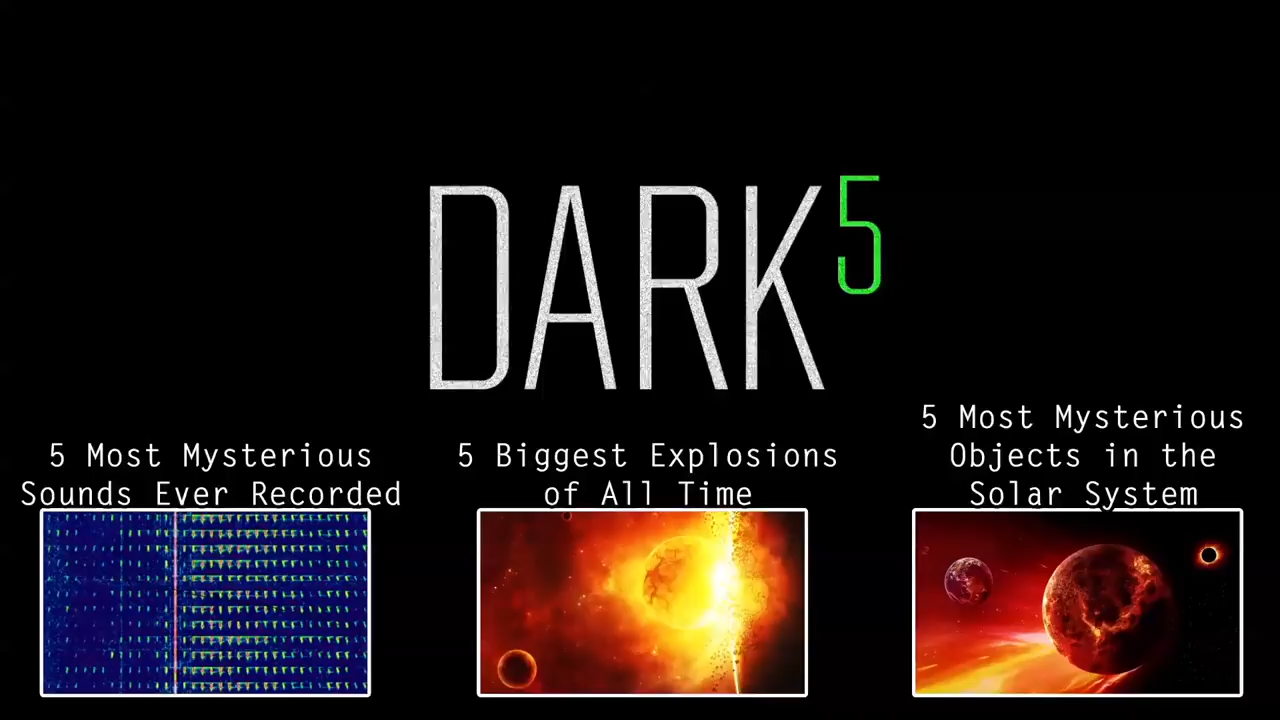 DARK5
5 Most Mysterious
Sounds Ever Recorded
5 Biggest Explosions
of All Time
5 Most Mysterious
Objects in the
Solar System